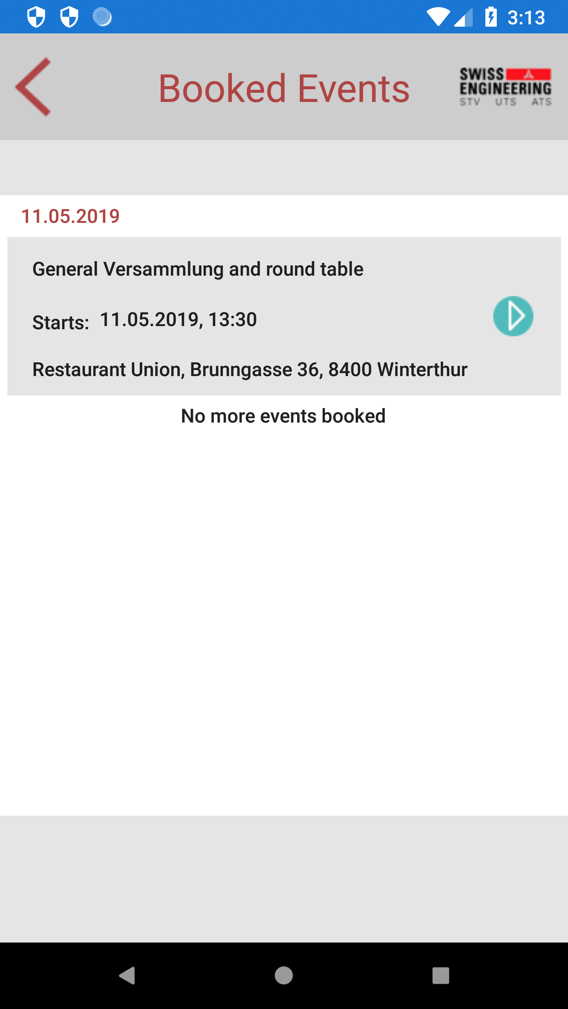 3:13
Booked Events
SWISS
ENGINEERING
STV UTS ATS
11.05.2019
General Versammlung and round table
Starts: 11.05.2019, 13:30
Restaurant Union, Brunngasse 36, 8400 Winterthur
No more events booked